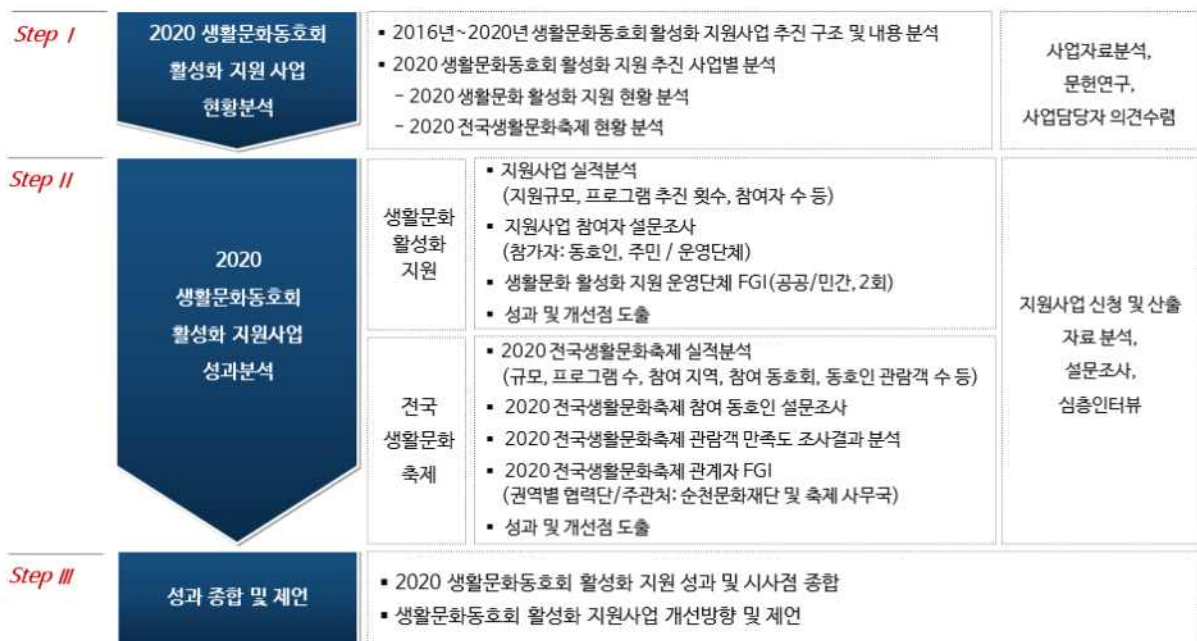 Step I
2020 생활문화동호회
활성화 지원 사업
현황분석
▪ 2016년~2020년 생활문화동호회 활성화 지원사업 추진 구조 및 내용 분석
▪ 2020 생활문화동호회 활성화 지원 추진 사업별 분석
- 2020 생활문화 활성화 지원 현황 분석
- 2020 전국생활문화축제 현황 분석
사업자료분석,
문헌연구,
사업담당자 의견수렴
Step II
2020
생활문화동호회
활성화 지원사업
성과분석
생활문화
활성화
지원
▪ 지원사업 실적분석
(지원규모, 프로그램 추진 횟수, 참여자 수 등)
▪ 지원사업 참여자 설문조사
(참가자: 동호인, 주민 / 운영단체)
▪ 생활문화 활성화 지원 운영단체 FGI(공공/민간, 2회)
▪ 성과 및 개선점 도출
전국
생활문화
축제
▪ 2020 전국생활문화축제 실적분석
(규모, 프로그램 수, 참여 지역, 참여 동호회, 동호인 관람객 수 등)
▪ 2020 전국생활문화축제 참여 동호인 설문조사
▪ 2020 전국생활문화축제 관람객 만족도 조사결과 분석
▪ 2020 전국생활문화축제 관계자 FGI
(권역별 협력단/주관처: 순천문화재단 및 축제 사무국)
▪ 성과 및 개선점 도출
지원사업 신청 및 산출
자료 분석,
설문조사,
심층인터뷰
Step III
성과 종합 및 제언
▪ 2020 생활문화동호회 활성화 지원 성과 및 시사점 종합
▪ 생활문화동호회 활성화 지원사업 개선방향 및 제언